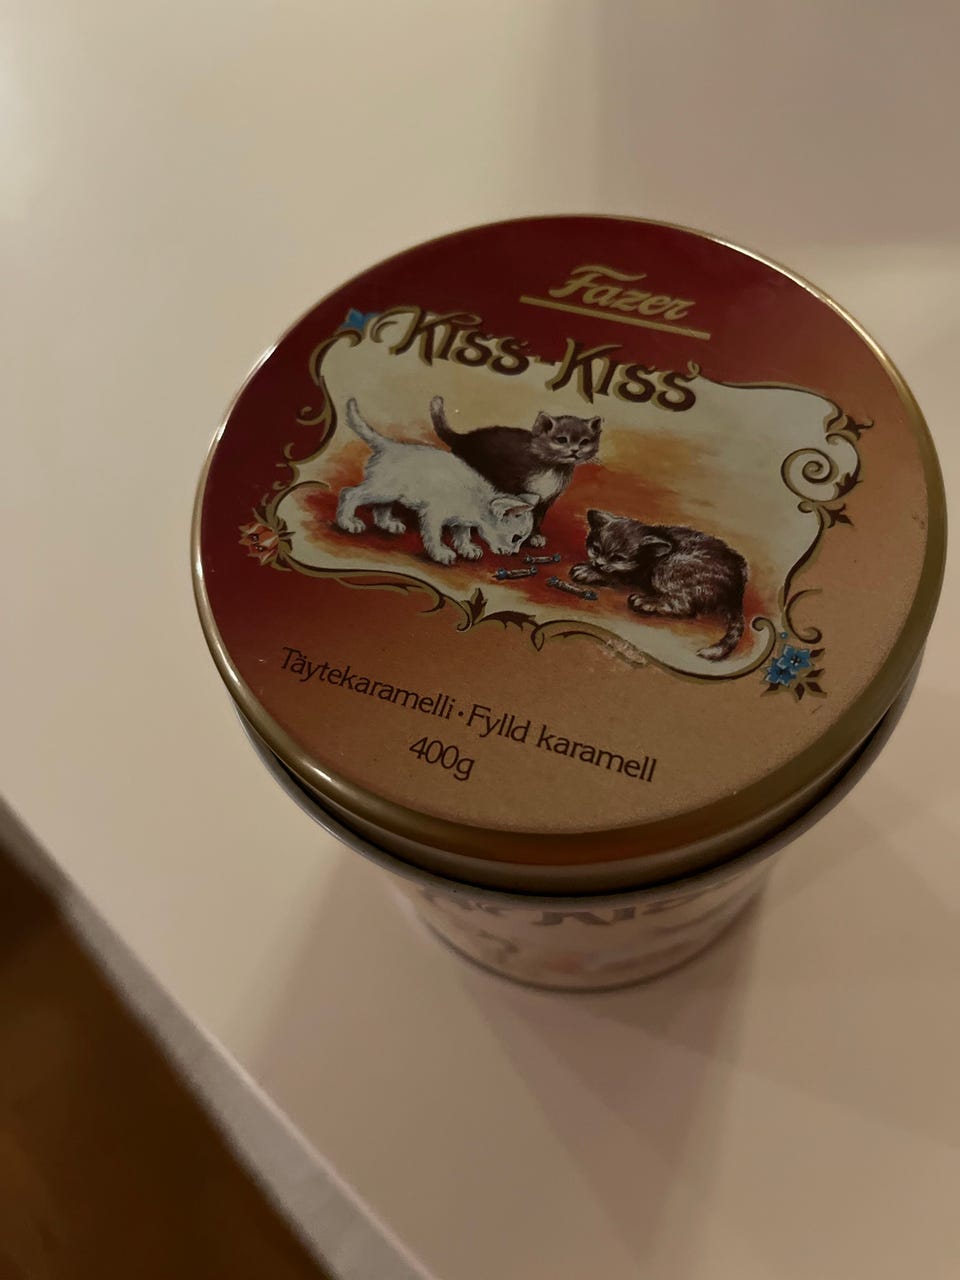 Fazer
KISS-KISS
Täytekaramelli · Fylld karamell
400g